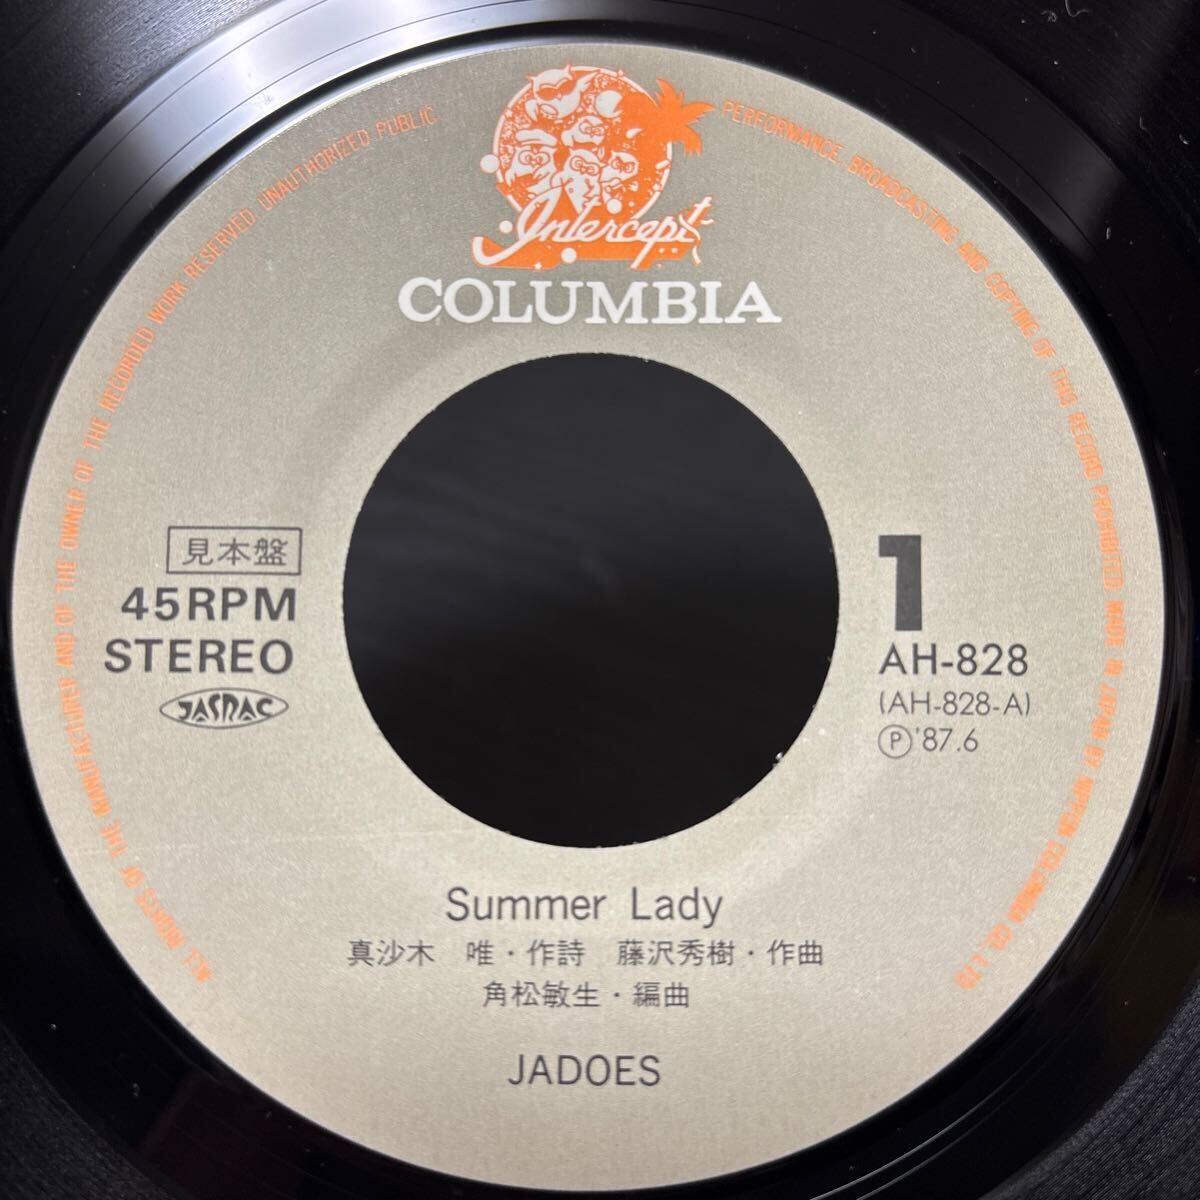 Intercept
COLUMBIA
ALL RIGHTS OF THE MANUFACTURER AND OF THE OWNER OF THE RECORDED WORK RESERVED. UNAUTHORIZED PUBLIC PERFORMANCE, BROADCASTING AND COPYING OF THIS RECORD PROHIBITED MADE IN JAPAN BY NIPPON COLUMBIA CO., LTD
見本盤
45RPM
STEREO
JASRAC
1
AH-828
(AH-828-A)
Ⓟ'87.6
Summer Lady
真沙木 唯・作詩 藤沢秀樹・作曲
角松敏生・編曲
JADOES